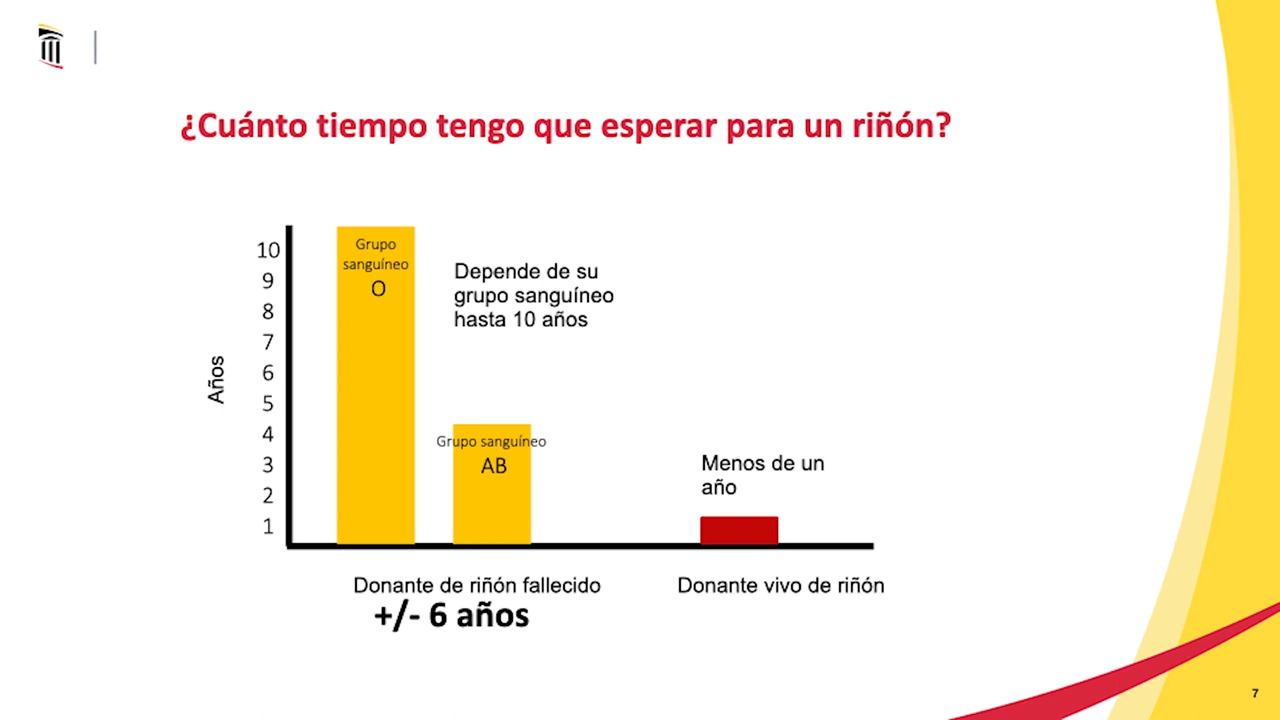 ¿Cuánto tiempo tengo que esperar para un riñón?
10
9
8
7
6
5
4
3
2
1
Años
Grupo
sanguíneo
O
Depende de su
grupo sanguíneo
hasta 10 años
Grupo sanguíneo
AB
Menos de un
año
Donante de riñón fallecido
+/- 6 años
Donante vivo de riñón
7